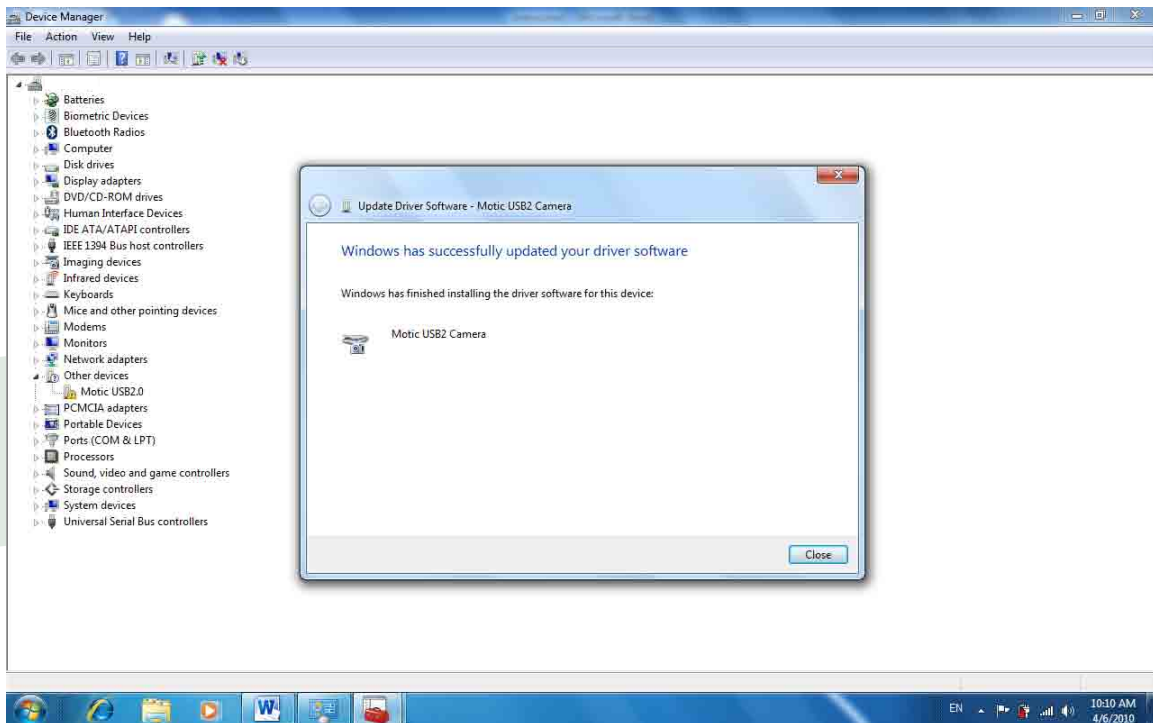 Device Manager
File Action View Help
Batteries
Biometric Devices
Bluetooth Radios
Computer
Disk drives
Display adapters
DVD/CD-ROM drives
Human Interface Devices
IDE ATA/ATAPI controllers
IEEE 1394 Bus host controllers
Imaging devices
Infrared devices
Keyboards
Mice and other pointing devices
Modems
Monitors
Network adapters
Other devices
Motic USB2.0
PCMCIA adapters
Portable Devices
Ports (COM & LPT)
Processors
Sound, video and game controllers
Storage controllers
System devices
Universal Serial Bus controllers
Update Driver Software - Motic USB2 Camera
Windows has successfully updated your driver software
Windows has finished installing the driver software for this device:
Motic USB2 Camera
Close
EN
10:10 AM
4/6/2010